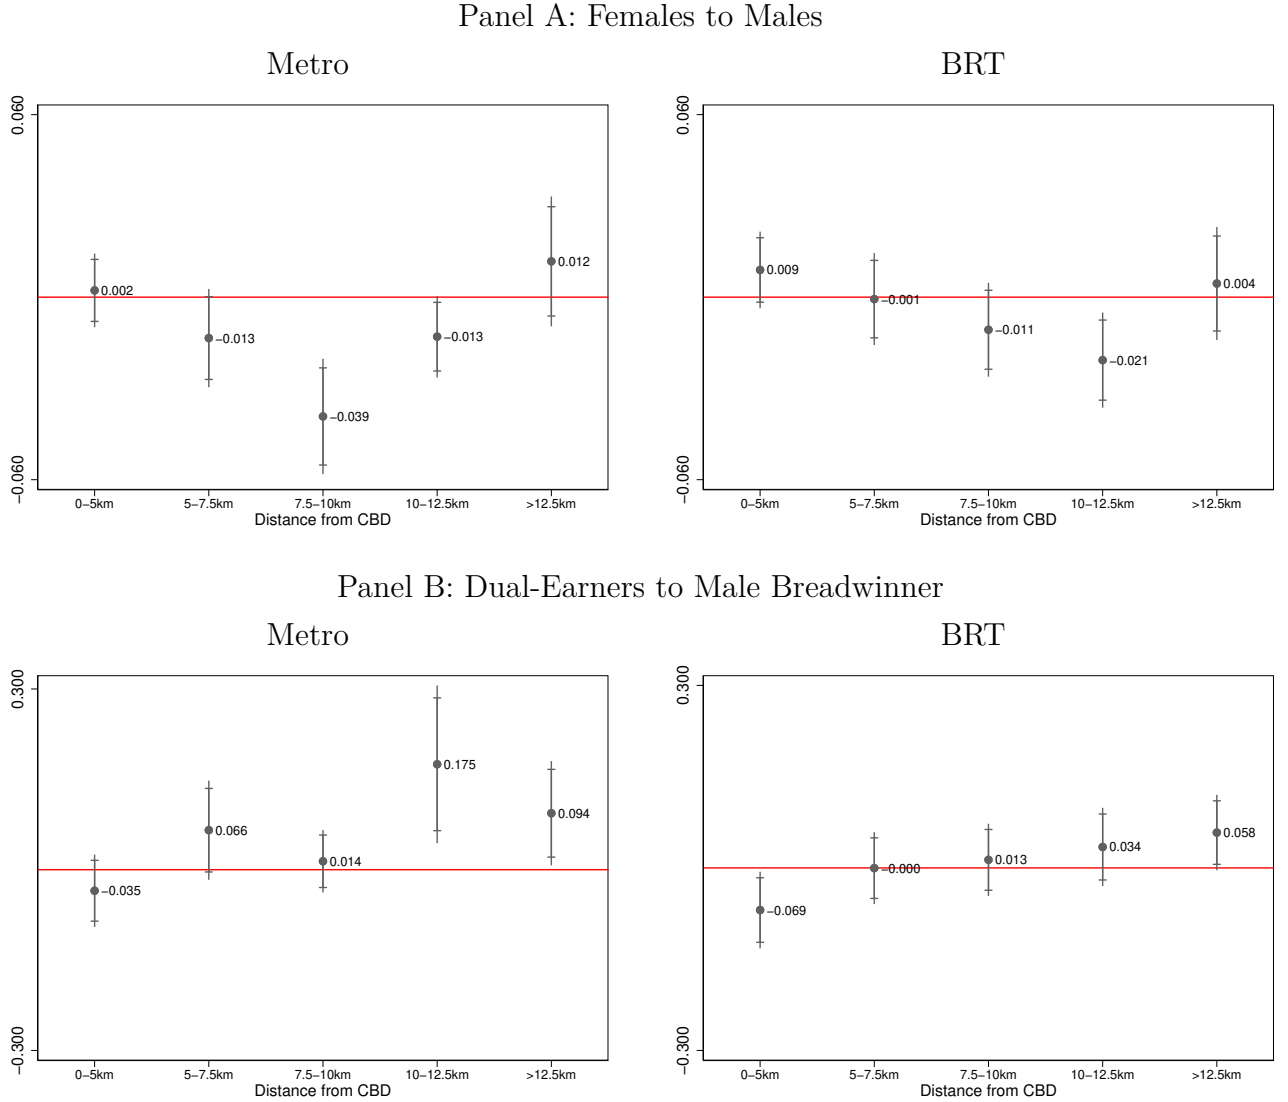 Panel A: Females to Males
Metro
BRT
0.060
−0.060
0.002
−0.013
−0.039
−0.013
0.012
0−5km
5−7.5km
7.5−10km
10−12.5km
>12.5km
Distance from CBD
0.060
−0.060
0.009
−0.001
−0.011
−0.021
0.004
0−5km
5−7.5km
7.5−10km
10−12.5km
>12.5km
Distance from CBD
Panel B: Dual-Earners to Male Breadwinner
Metro
BRT
0.300
−0.300
−0.035
0.066
0.014
0.175
0.094
0−5km
5−7.5km
7.5−10km
10−12.5km
>12.5km
Distance from CBD
0.300
−0.300
−0.069
−0.000
0.013
0.034
0.058
0−5km
5−7.5km
7.5−10km
10−12.5km
>12.5km
Distance from CBD